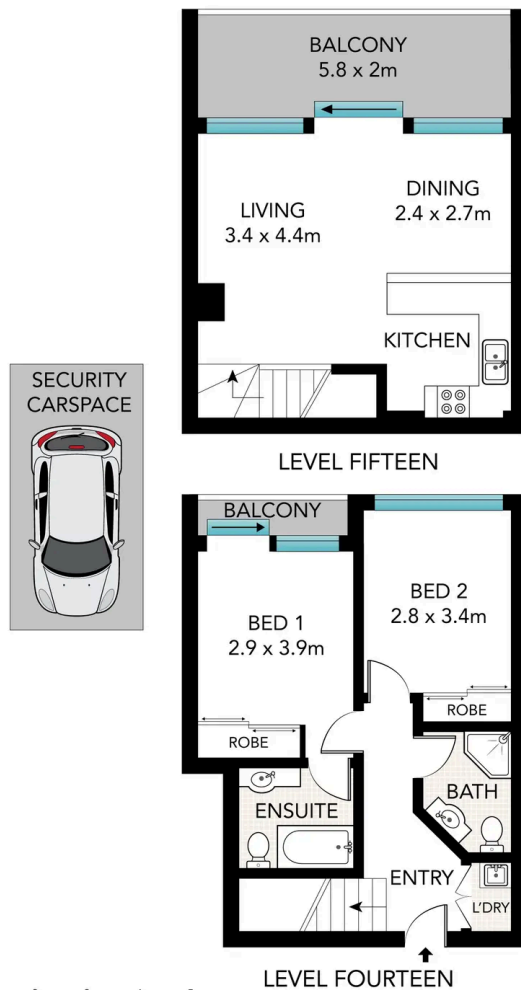 BALCONY
5.8 x 2m
LIVING
3.4 x 4.4m
DINING
2.4 x 2.7m
KITCHEN
SECURITY
CARSPACE
LEVEL FIFTEEN
BALCONY
BED 1
2.9 x 3.9m
BED 2
2.8 x 3.4m
ROBE
ROBE
ENSUITE
BATH
ENTRY
L'DRY
LEVEL FOURTEEN